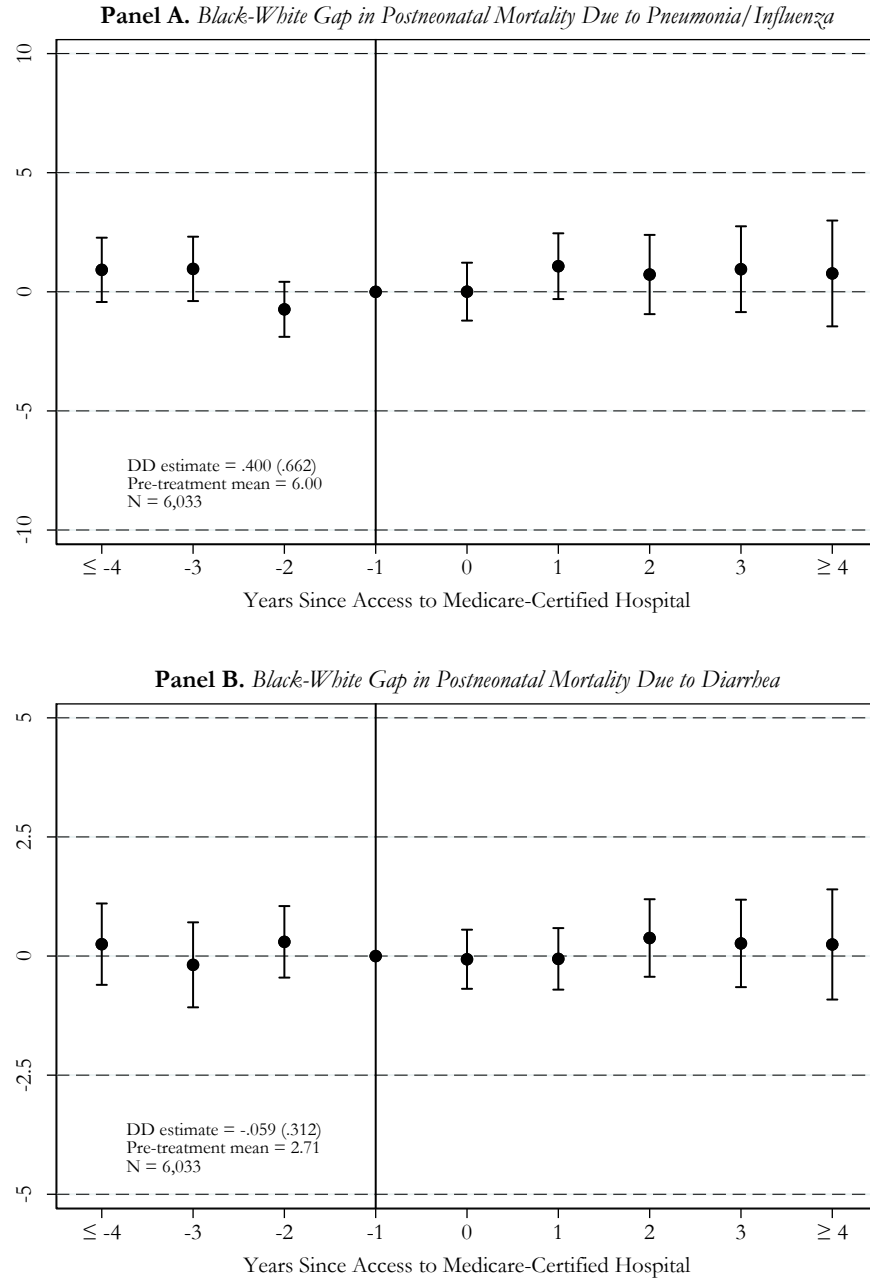 Panel A. Black-White Gap in Postneonatal Mortality Due to Pneumonia/Influenza
10
5
0
-5
-10
DD estimate = .400 (.662)
Pre-treatment mean = 6.00
N = 6,033
≤ -4 -3 -2 -1 0 1 2 3 ≥ 4
Years Since Access to Medicare-Certified Hospital
Panel B. Black-White Gap in Postneonatal Mortality Due to Diarrhea
5
2.5
0
-2.5
-5
DD estimate = -.059 (.312)
Pre-treatment mean = 2.71
N = 6,033
≤ -4 -3 -2 -1 0 1 2 3 ≥ 4
Years Since Access to Medicare-Certified Hospital